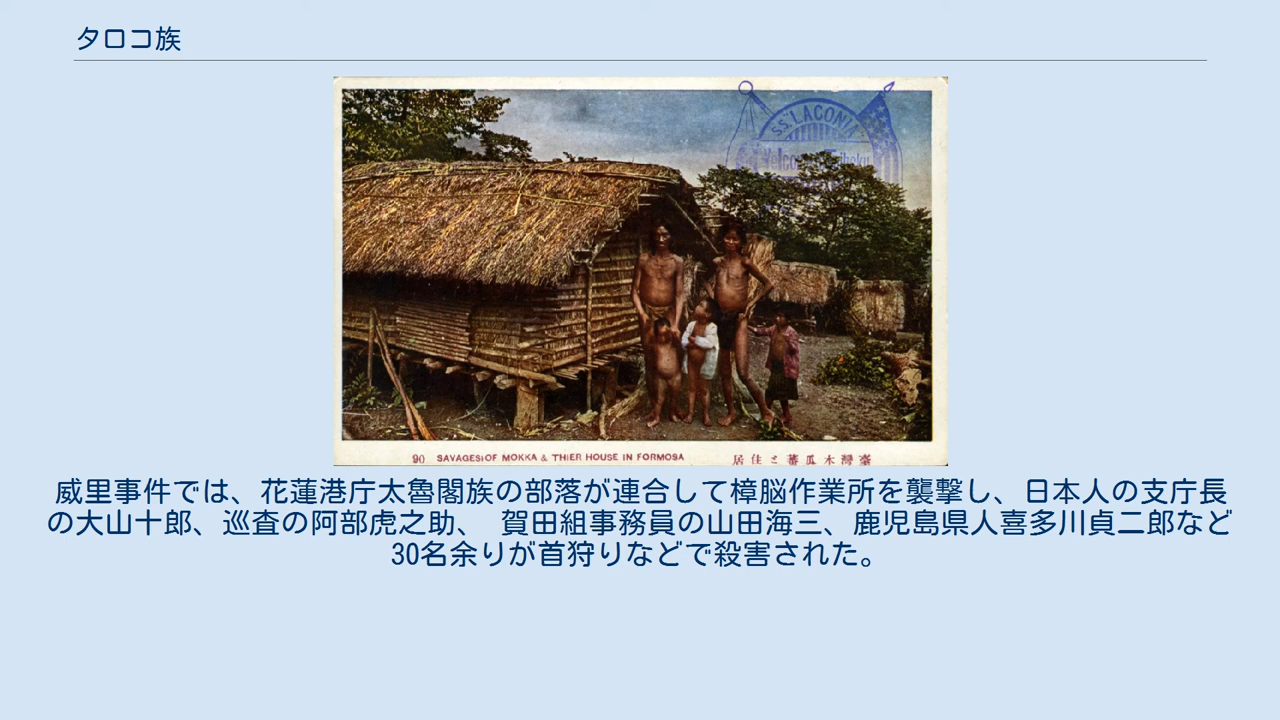 タロコ族
SS "LACONIA"
90 SAVAGES OF MOKKA & THIER HOUSE IN FORMOSA 居住と蕃瓜木灣臺
威里事件では、花蓮港庁太魯閣族の部落が連合して樟脳作業所を襲撃し、日本人の支庁長
の大山十郎、巡査の阿部虎之助、 賀田組事務員の山田海三、鹿児島県人喜多川貞二郎など
30名余りが首狩りなどで殺害された。